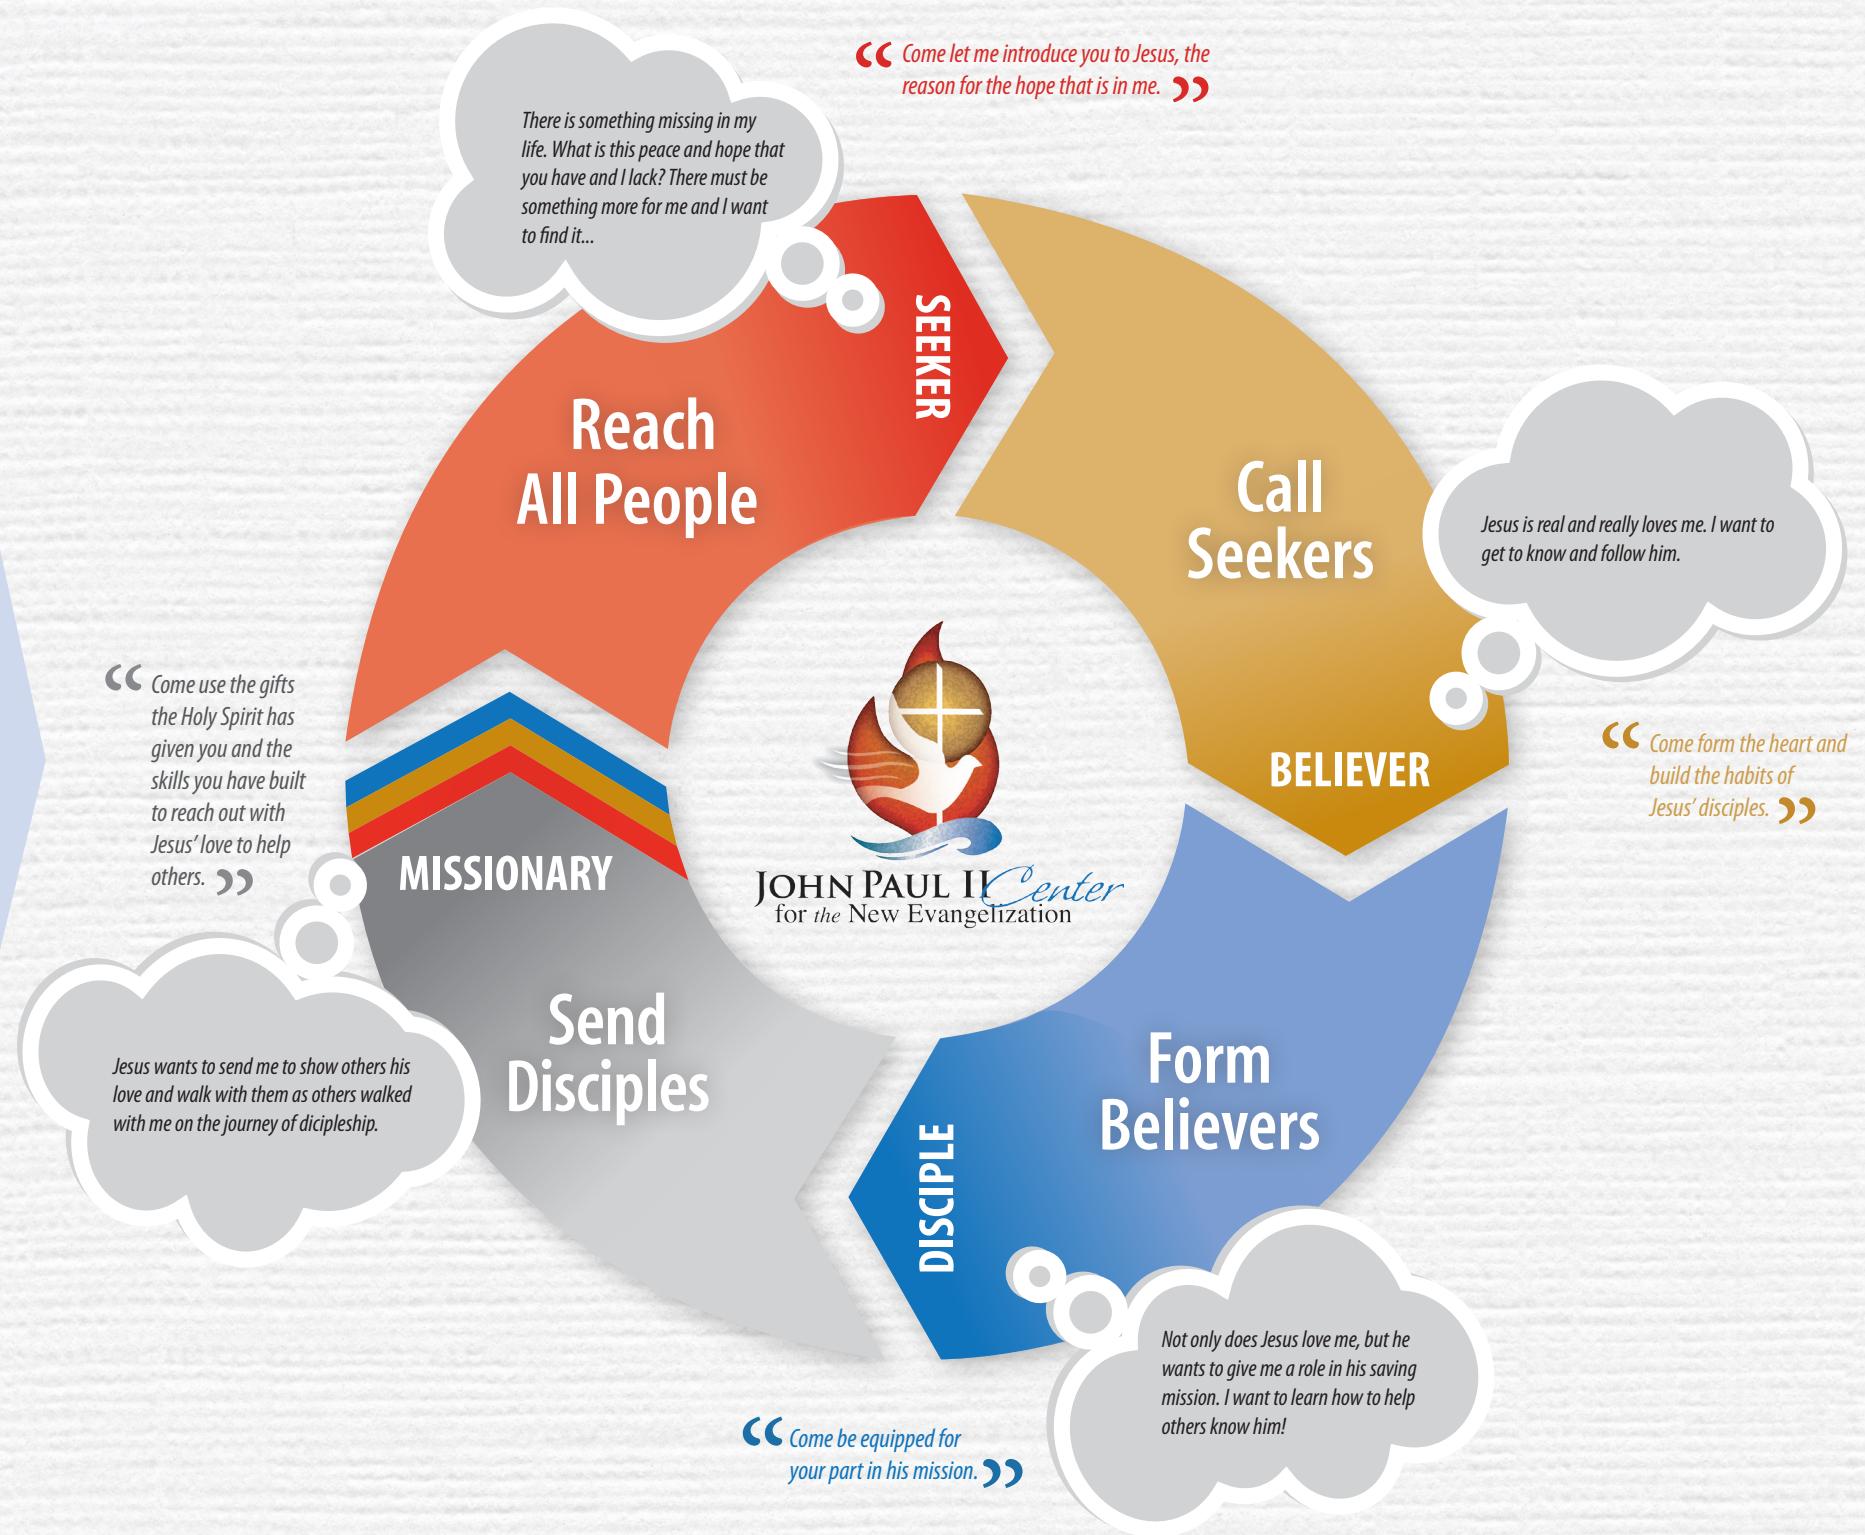 Come let me introduce you to Jesus, the
reason for the hope that is in me.
There is something missing in my
life. What is this peace and hope that
you have and I lack? There must be
something more for me and I want
to find it...
SEEKER
Reach
All People
Call
Seekers
Jesus is real and really loves me. I want to
get to know and follow him.
BELIEVER
Come form the heart and
build the habits of
Jesus' disciples.
Come use the gifts
the Holy Spirit has
given you and the
skills you have built
to reach out with
Jesus' love to help
others.
MISSIONARY
JOHN PAUL II Center
for the New Evangelization
Send
Disciples
Form
Believers
Jesus wants to send me to show others his
love and walk with them as others walked
with me on the journey of dicipleship.
DISCIPLE
Not only does Jesus love me, but he
wants to give me a role in his saving
mission. I want to learn how to help
others know him!
Come be equipped for
your part in his mission.